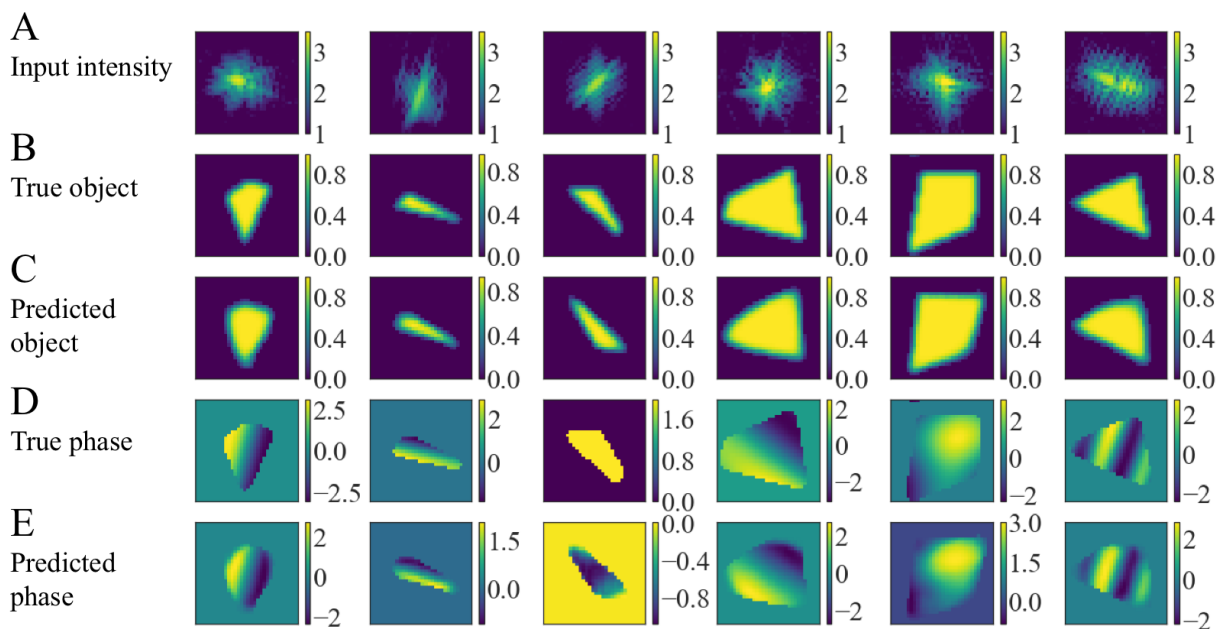 A
Input intensity
3 3 3 3 3 3
2 2 2 2 2 2
1 1 1 1 1 1
B
True object
0.8 0.8 0.8 0.8 0.8 0.8
0.4 0.4 0.4 0.4 0.4 0.4
0.0 0.0 0.0 0.0 0.0 0.0
C
Predicted
object
0.8 0.8 0.8 0.8 0.8 0.8
0.4 0.4 0.4 0.4 0.4 0.4
0.0 0.0 0.0 0.0 0.0 0.0
D
True phase
2.5 2 1.6 2 2 2
0.0 0 0.8 0 0 0
−2.5 0.0 −2 −2 −2
E
Predicted
phase
2 1.5 0.0 2 3.0 2
0 0.0 −0.4 0 1.5 0
−2 −0.8 −2 0.0 −2